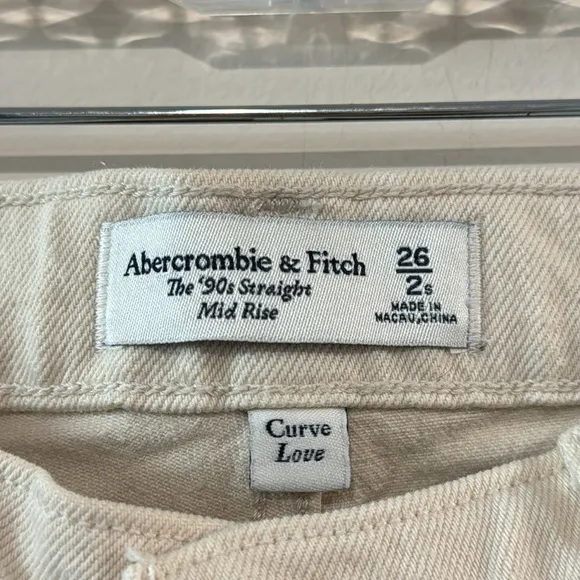 Abercrombie & Fitch
The '90s Straight
Mid Rise
26
2s
MADE IN
MACAU,CHINA
Curve
Love